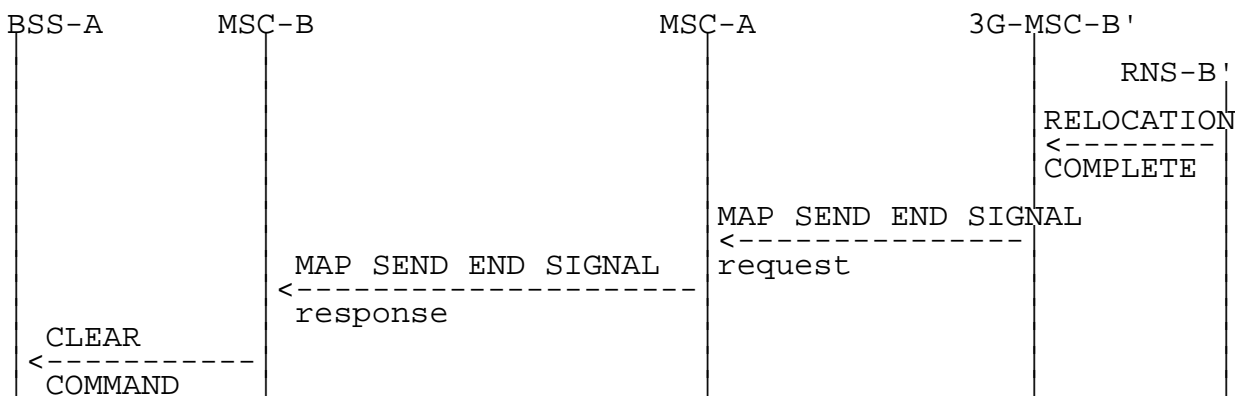 BSS-A MSC-B MSC-A 3G-MSC-B'
RNS-B'
RELOCATION
COMPLETE
MAP SEND END SIGNAL
request
MAP SEND END SIGNAL
response
CLEAR
COMMAND